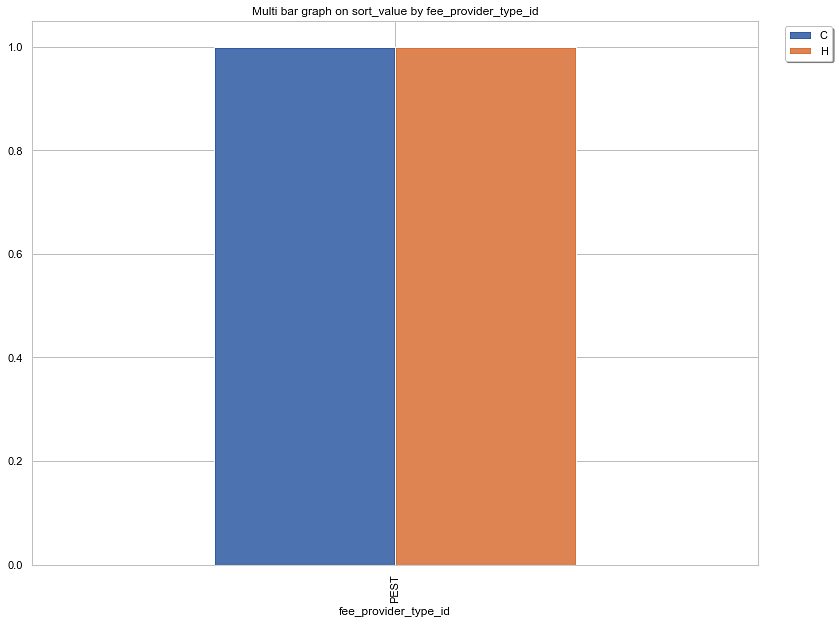 Multi bar graph on sort_value by fee_provider_type_id
C
H
1.0
0.8
0.6
0.4
0.2
0.0
PEST
fee_provider_type_id